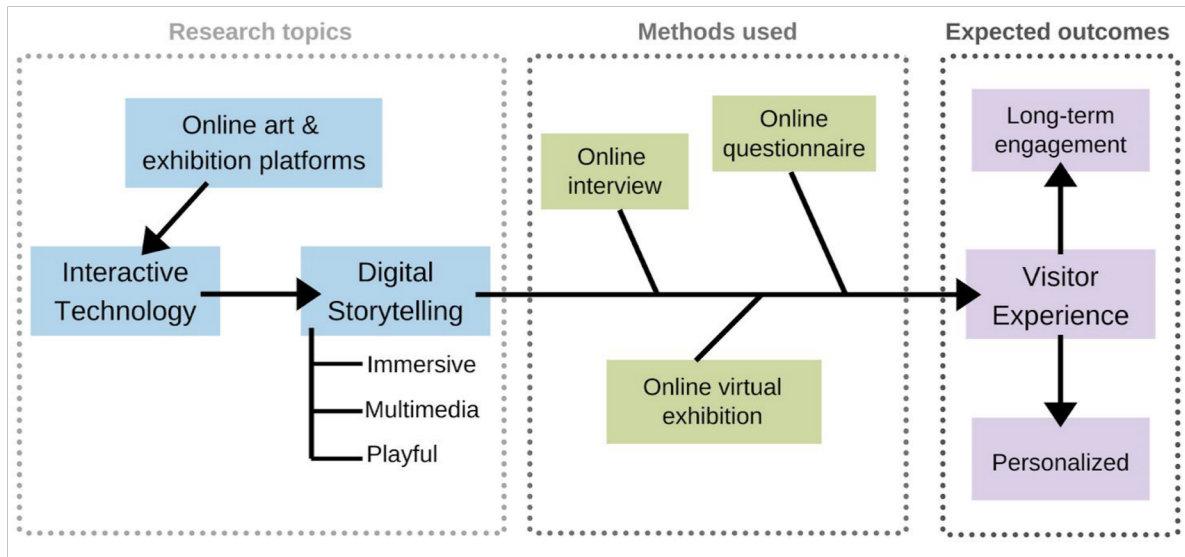 Research topics
Online art &
exhibition platforms
Interactive
Technology
Digital
Storytelling
Immersive
Multimedia
Playful
Methods used
Online
interview
Online
questionnaire
Online virtual
exhibition
Expected outcomes
Long-term
engagement
Visitor
Experience
Personalized